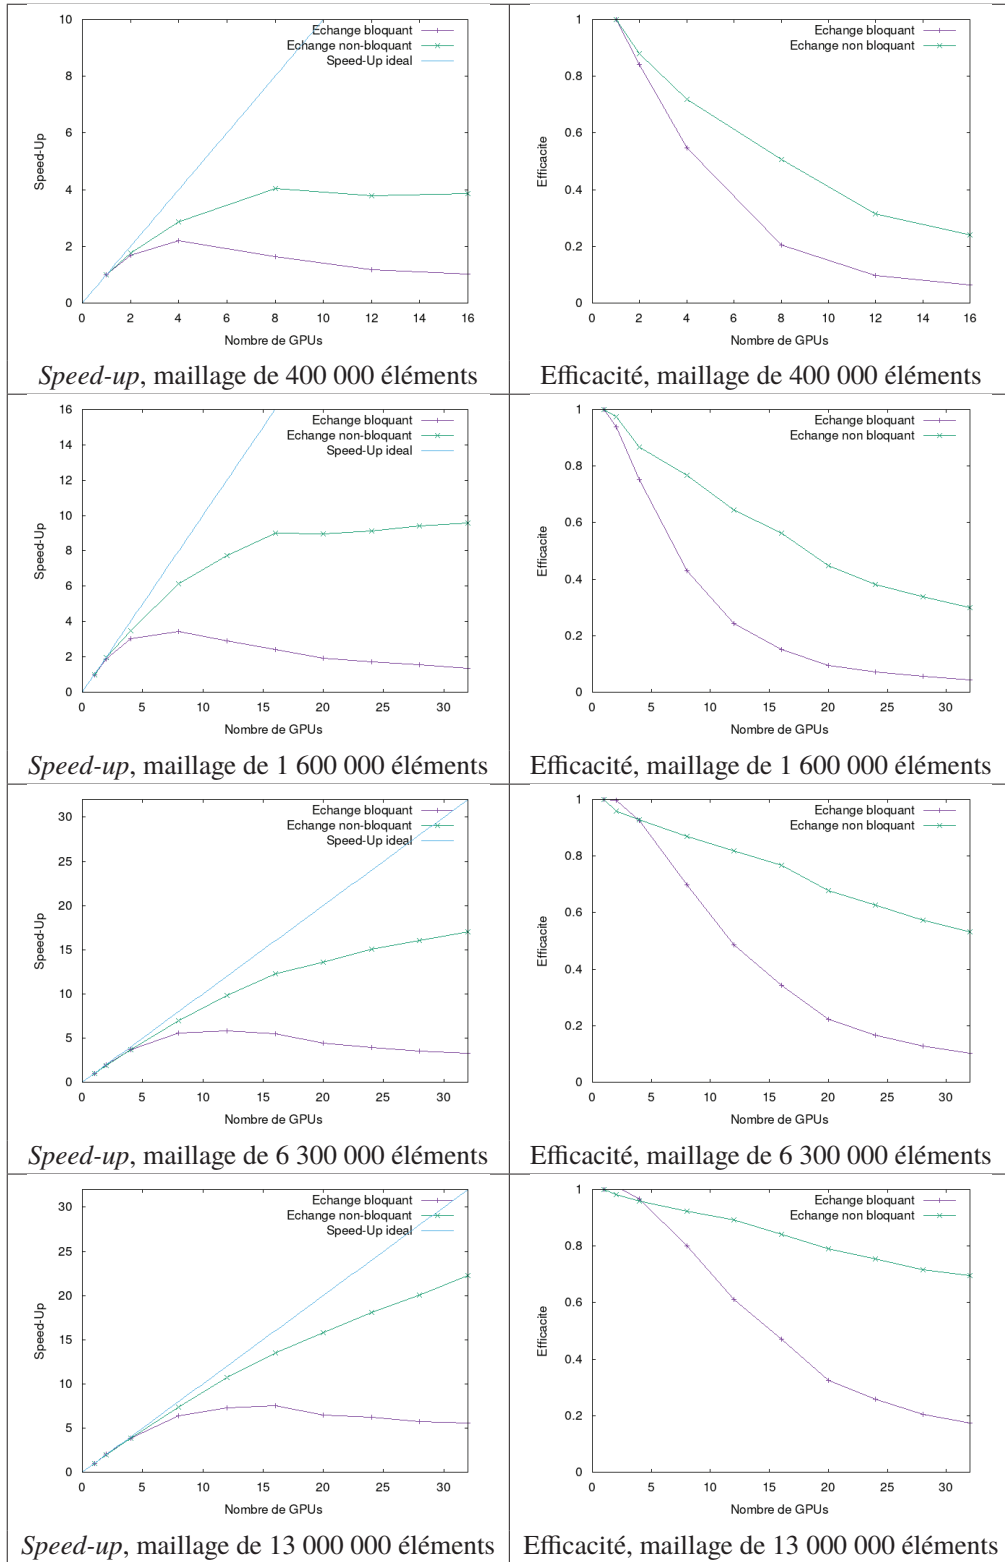 10
8
6
4
2
0
Speed-Up
Echange bloquant
Echange non-bloquant
Speed-Up ideal
0 2 4 6 8 10 12 14 16
Nombre de GPUs
Speed-up, maillage de 400 000 éléments
1
0.8
0.6
0.4
0.2
0
Efficacite
Echange bloquant
Echange non bloquant
0 2 4 6 8 10 12 14 16
Nombre de GPUs
Efficacité, maillage de 400 000 éléments
16
14
12
10
8
6
4
2
0
Speed-Up
Echange bloquant
Echange non-bloquant
Speed-Up ideal
0 5 10 15 20 25 30
Nombre de GPUs
Speed-up, maillage de 1 600 000 éléments
1
0.8
0.6
0.4
0.2
0
Efficacite
Echange bloquant
Echange non bloquant
0 5 10 15 20 25 30
Nombre de GPUs
Efficacité, maillage de 1 600 000 éléments
30
25
20
15
10
5
0
Speed-Up
Echange bloquant
Echange non-bloquant
Speed-Up ideal
0 5 10 15 20 25 30
Nombre de GPUs
Speed-up, maillage de 6 300 000 éléments
1
0.8
0.6
0.4
0.2
0
Efficacite
Echange bloquant
Echange non bloquant
0 5 10 15 20 25 30
Nombre de GPUs
Efficacité, maillage de 6 300 000 éléments
30
25
20
15
10
5
0
Speed-Up
Echange bloquant
Echange non-bloquant
Speed-Up ideal
0 5 10 15 20 25 30
Nombre de GPUs
Speed-up, maillage de 13 000 000 éléments
1
0.8
0.6
0.4
0.2
0
Efficacite
Echange bloquant
Echange non bloquant
0 5 10 15 20 25 30
Nombre de GPUs
Efficacité, maillage de 13 000 000 éléments